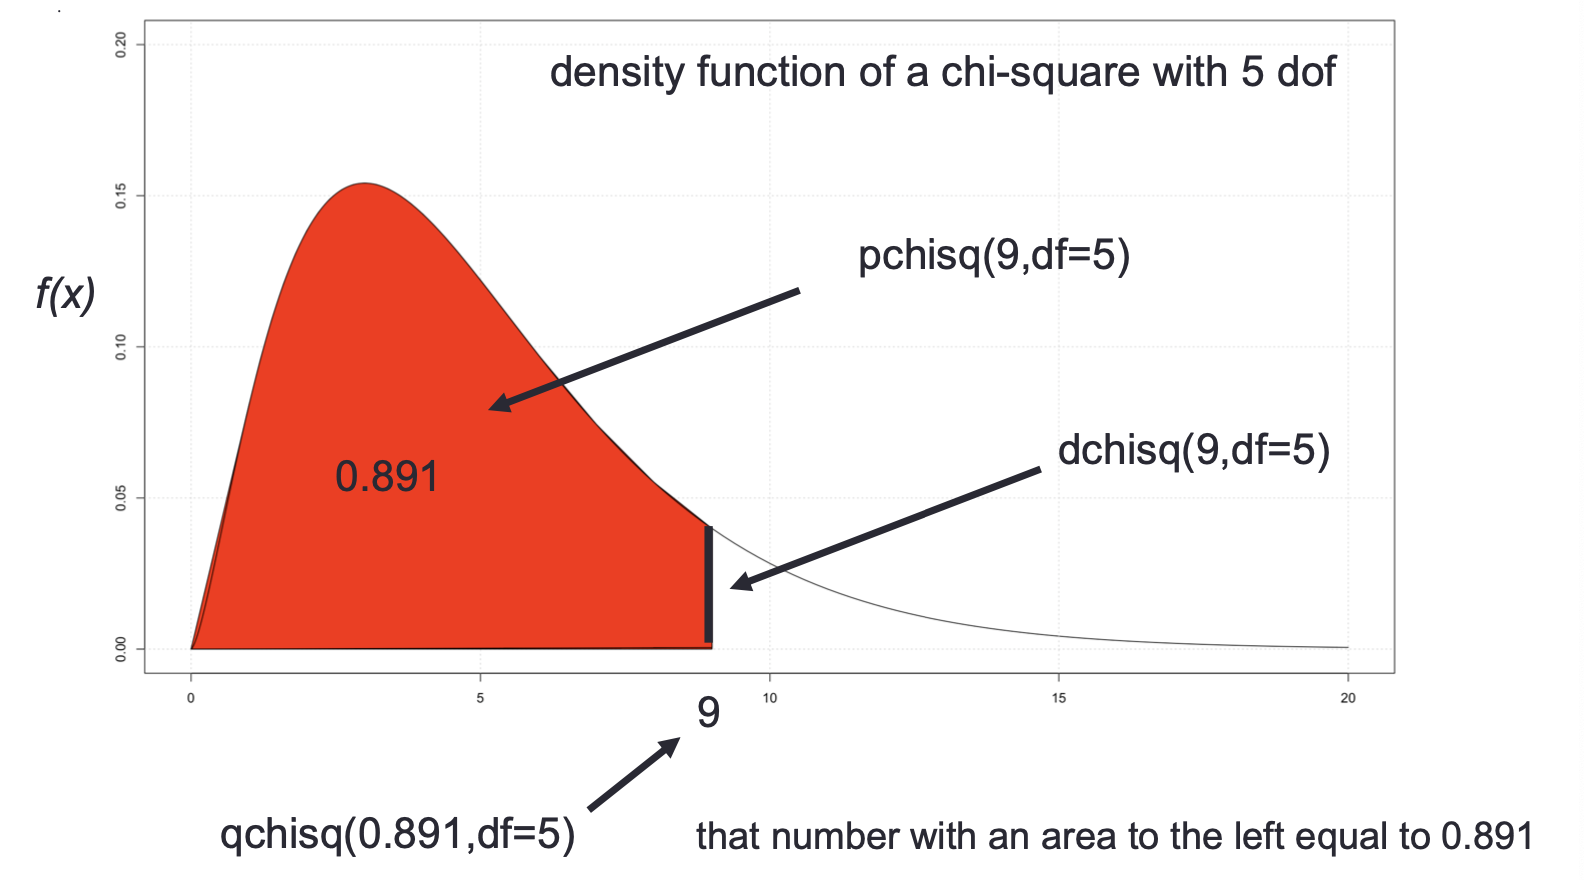 density function of a chi-square with 5 dof
0.20
0.15
0.10
0.05
0.00
f(x)
pchisq(9,df=5)
dchisq(9,df=5)
0.891
0 5 10 15 20
9
qchisq(0.891,df=5)
that number with an area to the left equal to 0.891